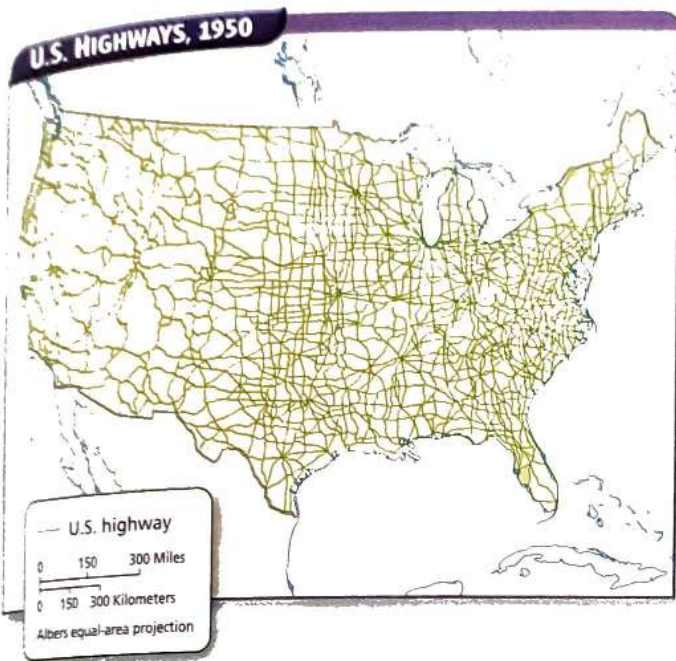 U.S. HIGHWAYS, 1950
U.S. highway
0 150 300 Miles
0 150 300 Kilometers
Albers equal-area projection